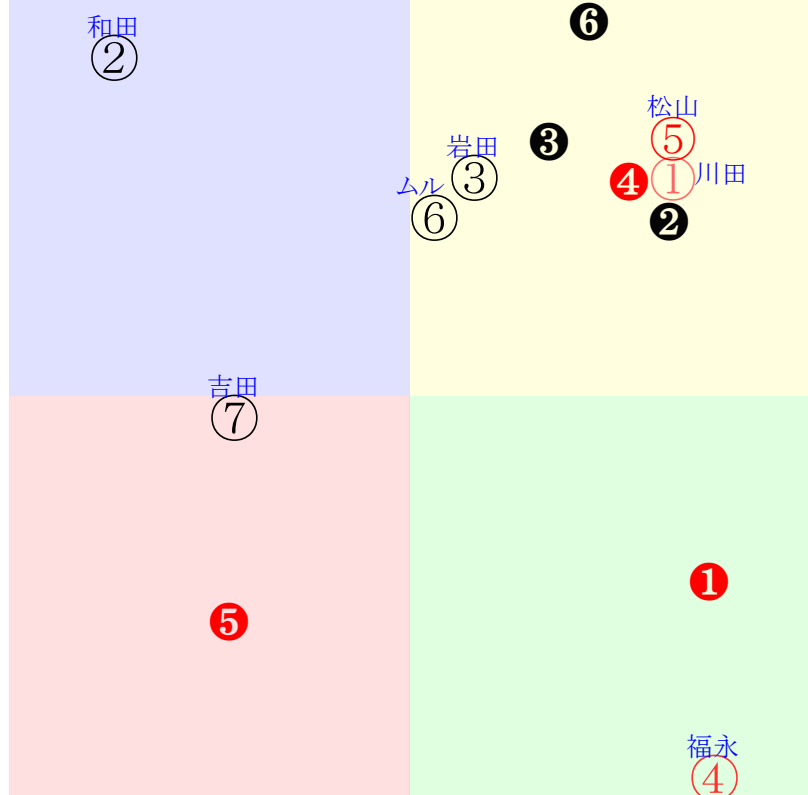 ❻
和田
②
松山
⑤
❸
岩田
③
❹
①
川田
ムル
⑥
❷
吉田
⑦
❶
❺
福永
④